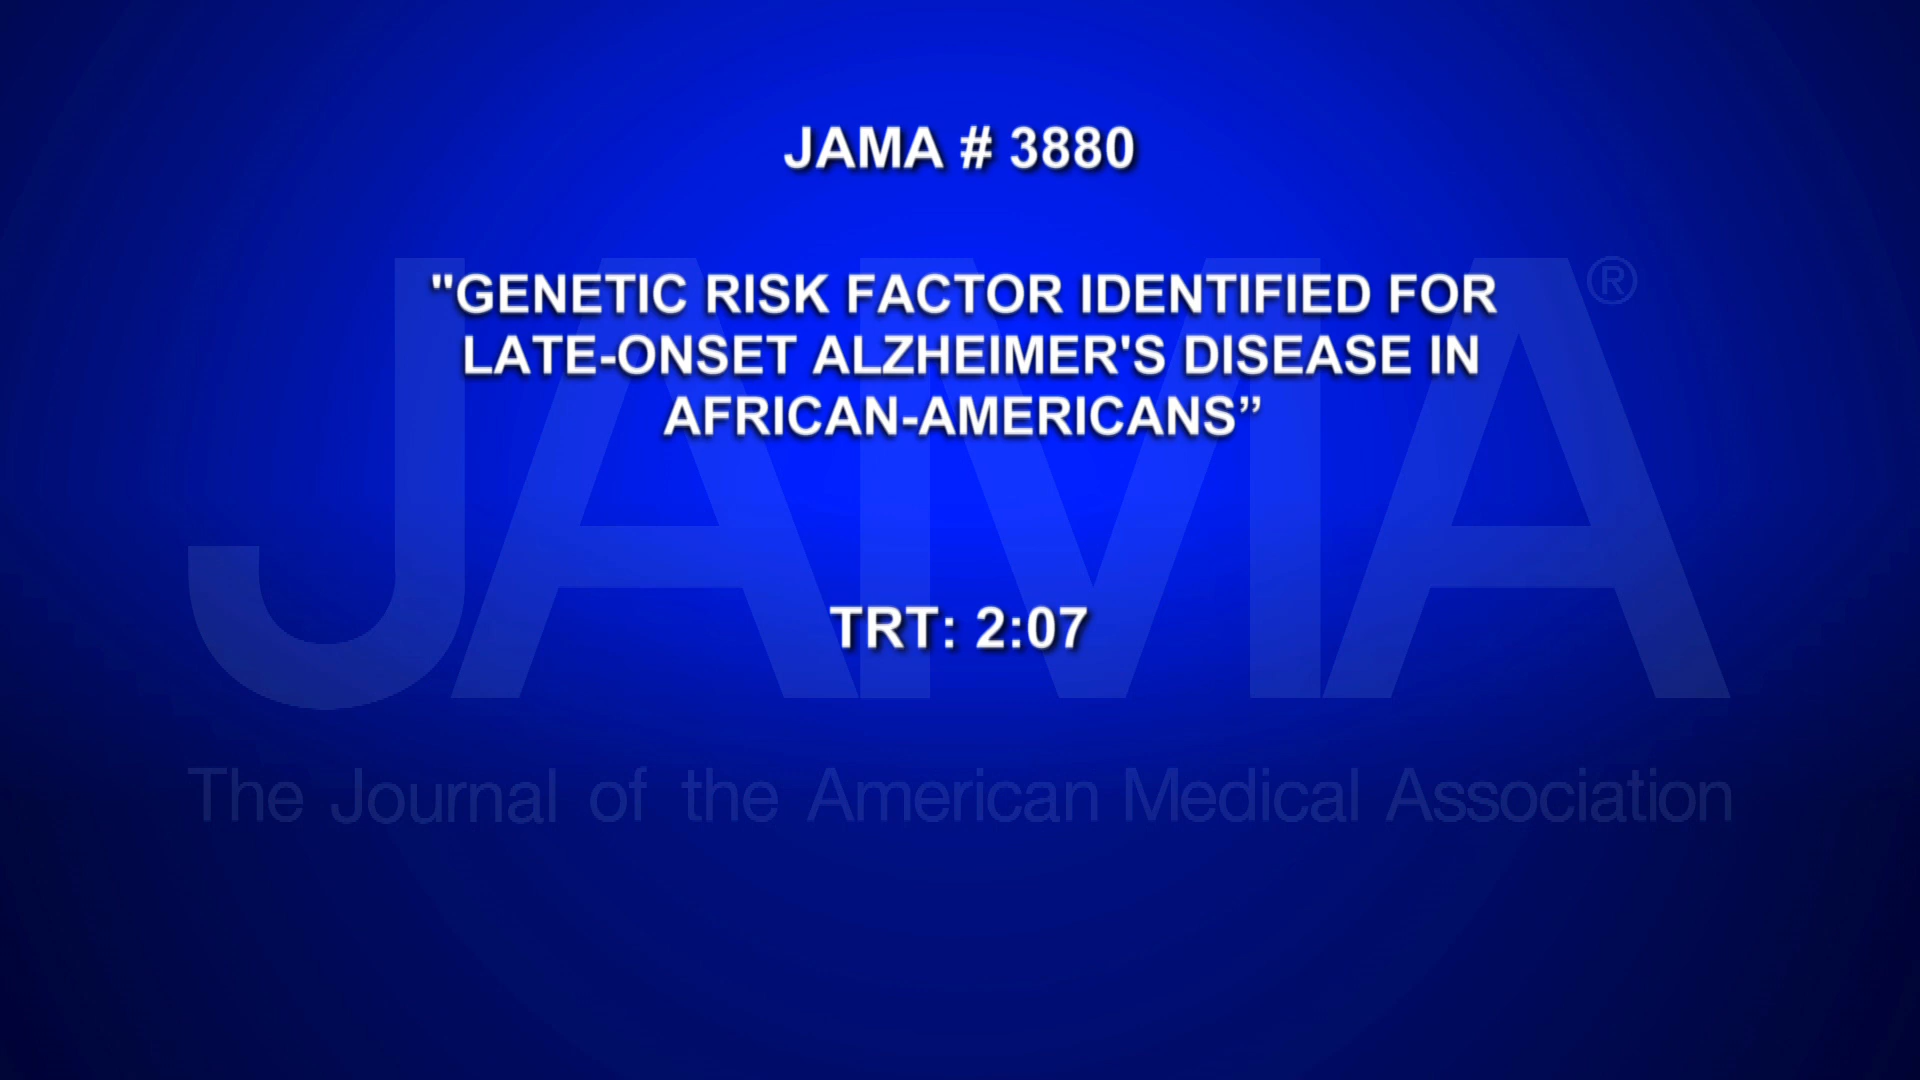 JAMA # 3880
"GENETIC RISK FACTOR IDENTIFIED FOR
LATE-ONSET ALZHEIMER'S DISEASE IN
AFRICAN-AMERICANS”
TRT: 2:07
JAMA®
The Journal of the American Medical Association